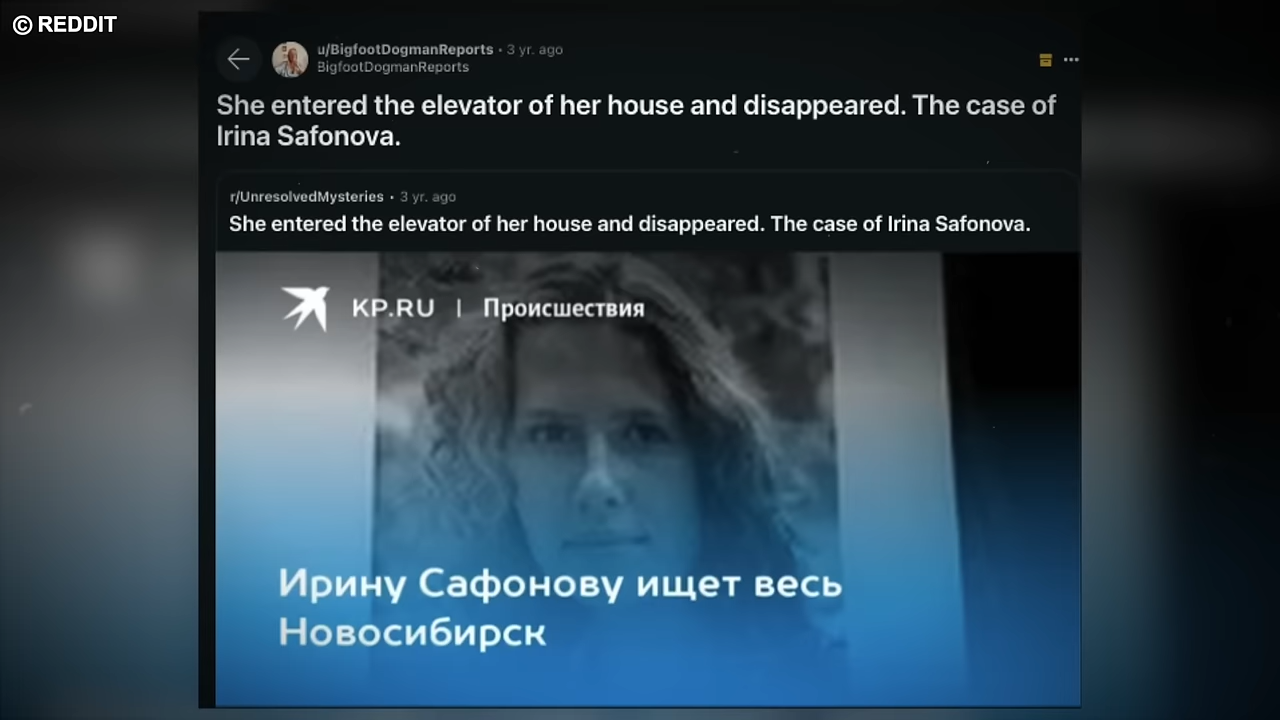 © REDDIT
u/BigfootDogmanReports • 3 yr. ago
BigfootDogmanReports
She entered the elevator of her house and disappeared. The case of
Irina Safonova.
r/UnresolvedMysteries • 3 yr. ago
She entered the elevator of her house and disappeared. The case of Irina Safonova.
KP.RU | Происшествия
Ирину Сафонову ищет весь
Новосибирск